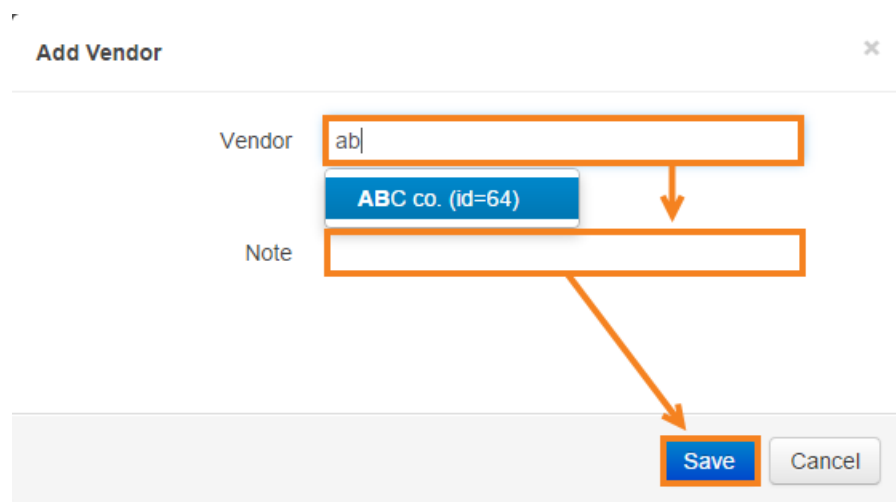 Add Vendor ×
Vendor ab
ABC co. (id=64)
Note
Save Cancel